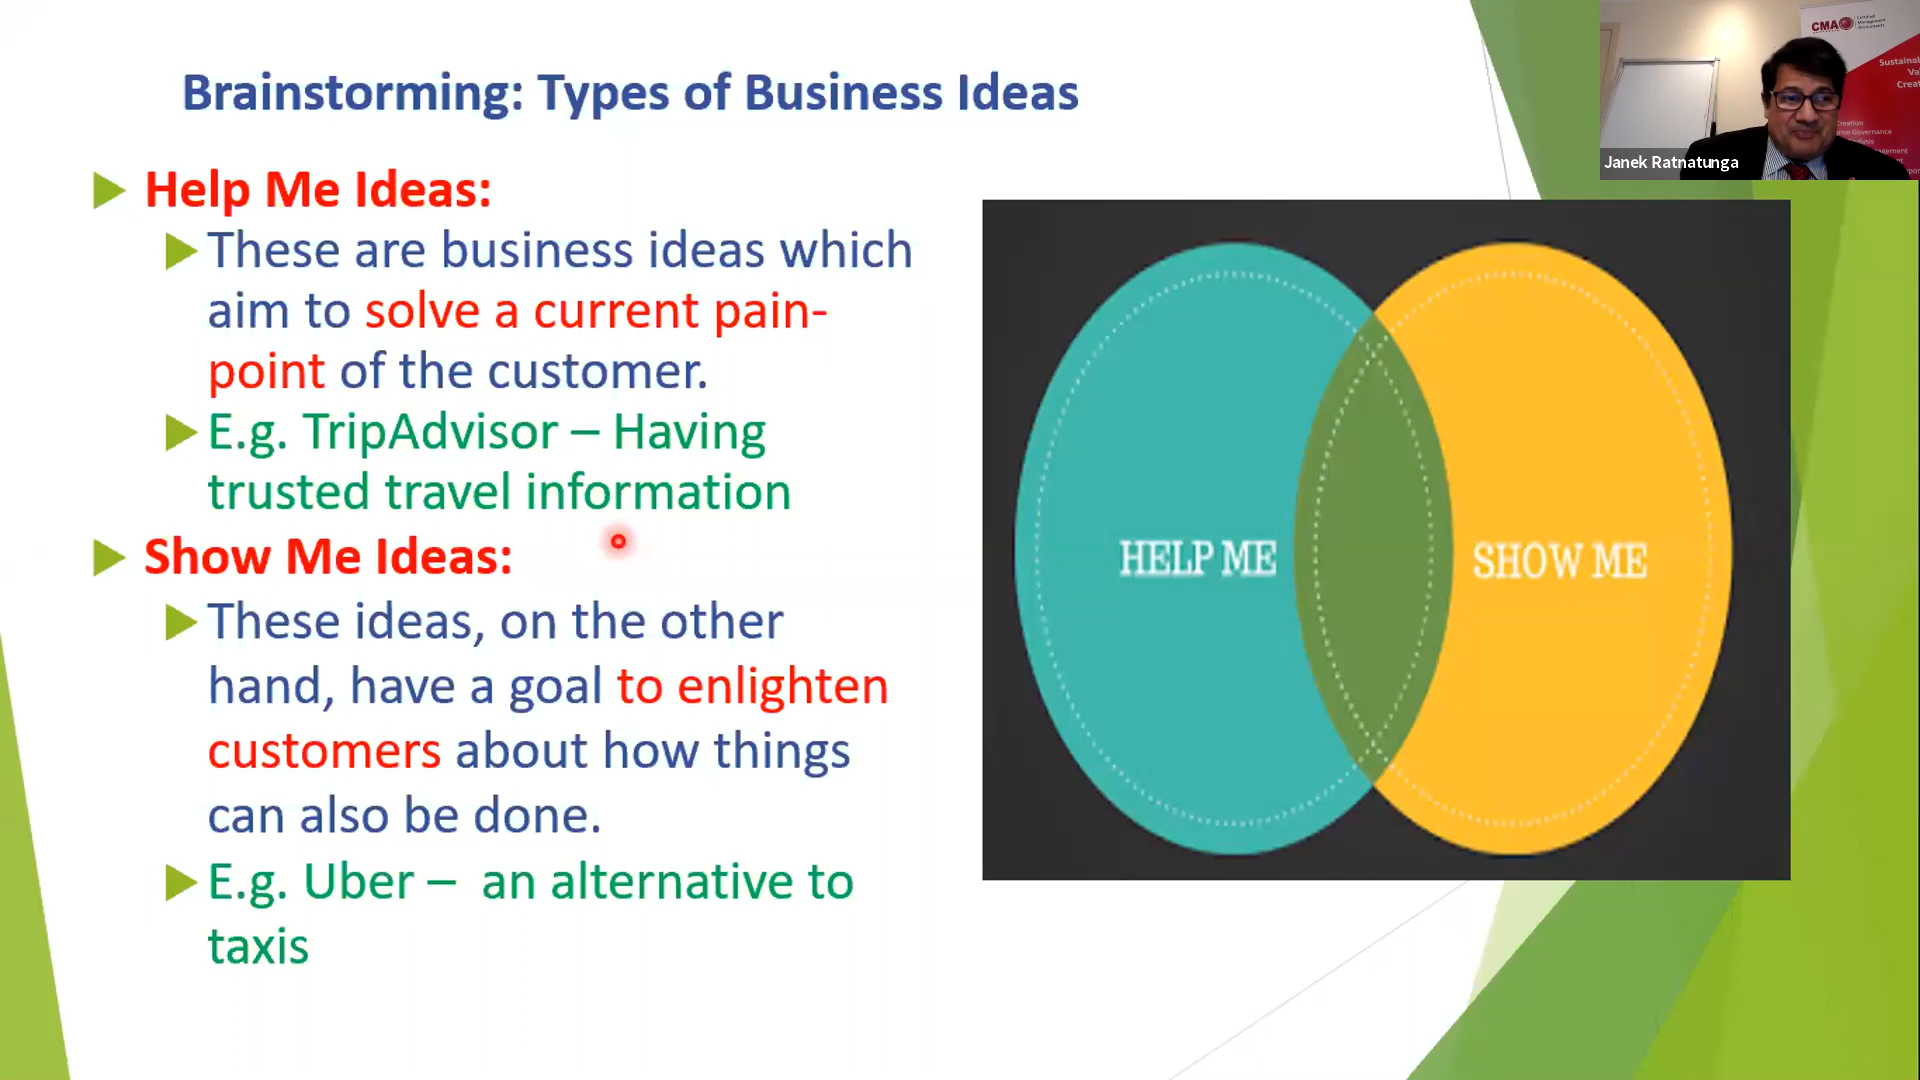 Brainstorming: Types of Business Ideas
Help Me Ideas:
These are business ideas which
aim to solve a current pain-
point of the customer.
E.g. TripAdvisor – Having
trusted travel information
Show Me Ideas:
These ideas, on the other
hand, have a goal to enlighten
customers about how things
can also be done.
E.g. Uber – an alternative to
taxis
HELP ME
SHOW ME
CMA
Certified
Management
Accountants
Janek Ratnatunga